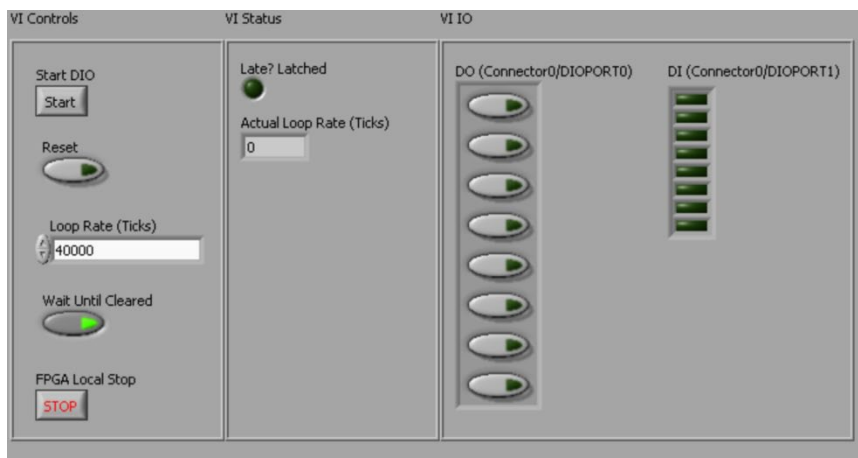 VI Controls
VI Status
VI IO
Start DIO
Start
Reset
Loop Rate (Ticks)
40000
Wait Until Cleared
FPGA Local Stop
STOP
Late? Latched
Actual Loop Rate (Ticks)
0
DO (Connector0/DIOPORT0)
DI (Connector0/DIOPORT1)